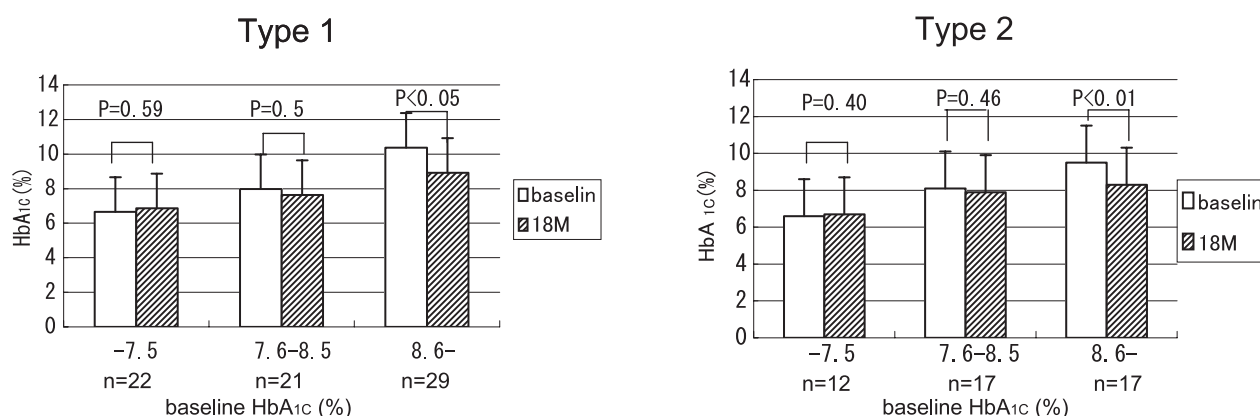 Type 1
HbA1C (%)
14
12
10
8
6
4
2
0
P=0.59
P=0.5
P<0.05
-7.5
7.6-8.5
8.6-
n=22
n=21
n=29
baseline HbA1C (%)
baselin
18M
Type 2
HbA 1C (%)
14
12
10
8
6
4
2
0
P=0.40
P=0.46
P<0.01
-7.5
7.6-8.5
8.6-
n=12
n=17
n=17
baseline HbA1C (%)
baselin
18M